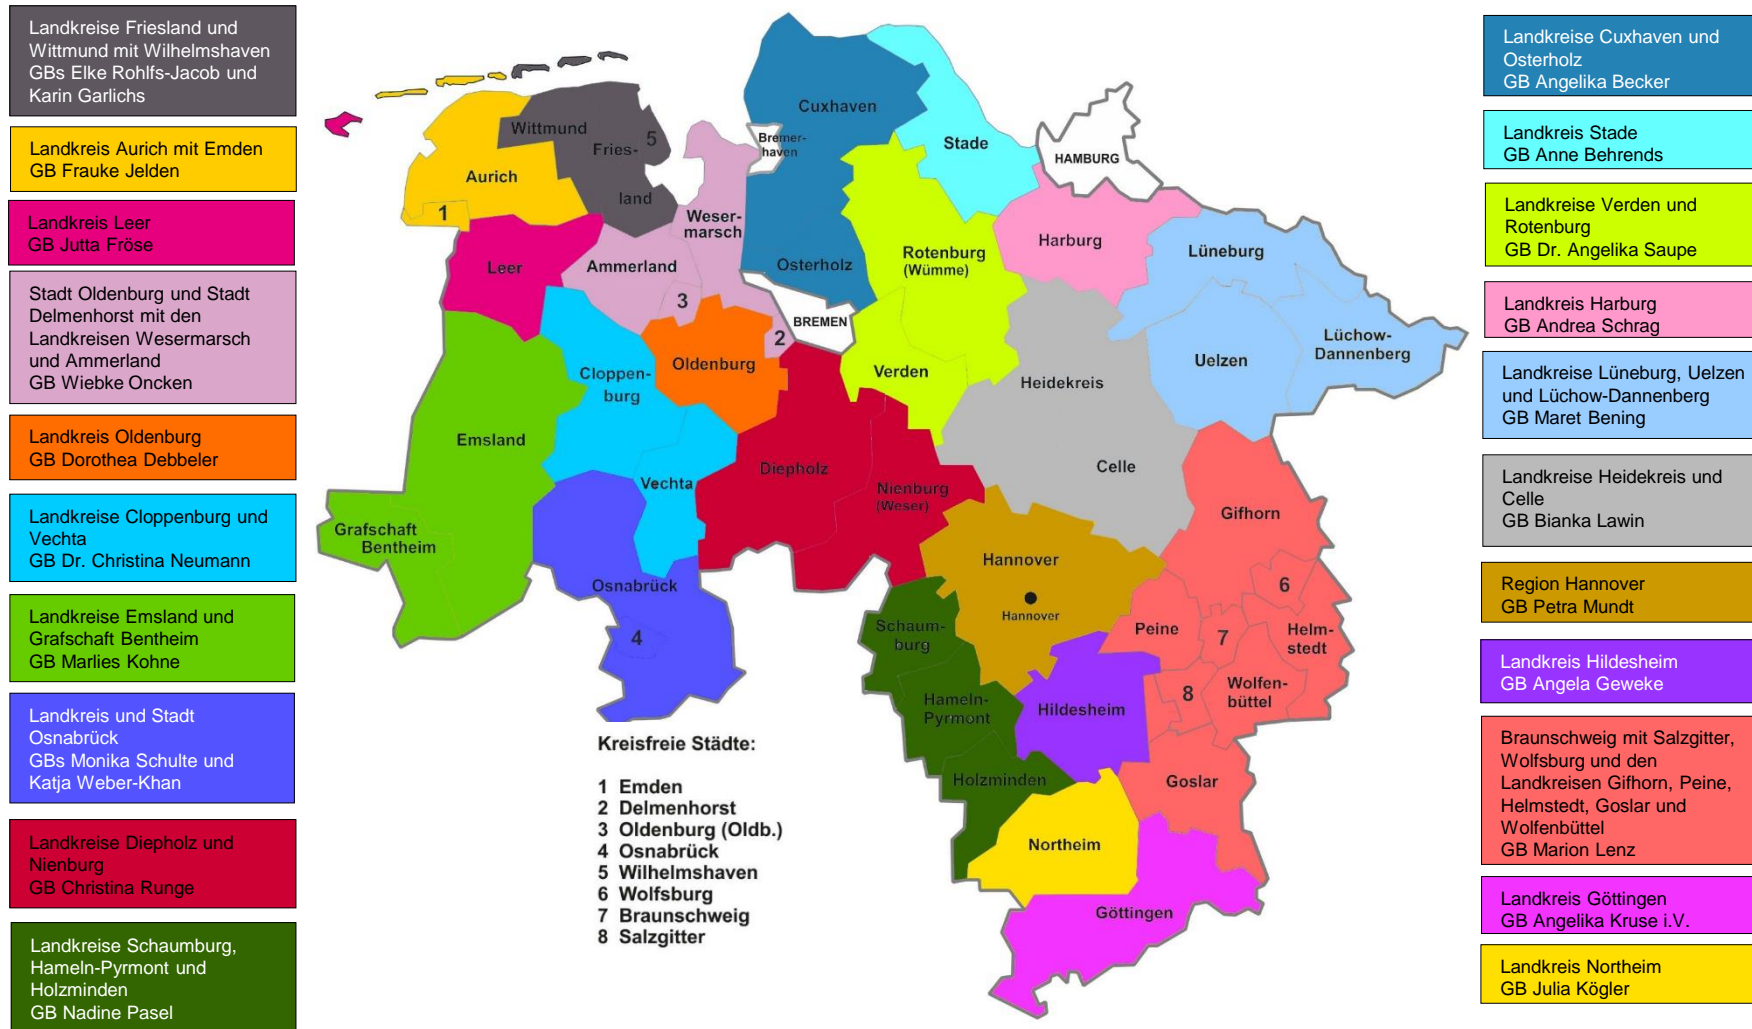 Landkreise Friesland und
Wittmund mit Wilhelmshaven
GBs Elke Rohlfs-Jacob und
Karin Garlichs
Landkreis Aurich mit Emden
GB Frauke Jelden
Landkreis Leer
GB Jutta Fröse
Stadt Oldenburg und Stadt
Delmenhorst mit den
Landkreisen Wesermarsch
und Ammerland
GB Wiebke Oncken
Landkreis Oldenburg
GB Dorothea Debbeler
Landkreise Cloppenburg und
Vechta
GB Dr. Christina Neumann
Landkreise Emsland und
Grafschaft Bentheim
GB Marlies Kohne
Landkreis und Stadt
Osnabrück
GBs Monika Schulte und
Katja Weber-Khan
Landkreise Diepholz und
Nienburg
GB Christina Runge
Landkreise Schaumburg,
Hameln-Pyrmont und
Holzminden
GB Nadine Pasel
Cuxhaven
Wittmund
5
Bremer-
haven
Fries-
Stade
HAMBURG
Aurich
land
1
Weser-
marsch
Harburg
Lüneburg
Rotenburg
(Wümme)
Leer
Ammerland
Osterholz
3
BREMEN
2
Lüchow-
Dannenberg
Oldenburg
Uelzen
Verden
Heidekreis
Cloppen-
burg
Emsland
Diepholz
Celle
Vechta
Nienburg
(Weser)
Gifhorn
Grafschaft
Bentheim
Hannover
Osnabrück
6
Hannover
Schaum-
burg
Peine
7
Helm-
stedt
4
8
Wolfen-
büttel
Hameln-
Pyrmont
Hildesheim
Holzminden
Goslar
Northeim
Göttingen
Kreisfreie Städte:
1 Emden
2 Delmenhorst
3 Oldenburg (Oldb.)
4 Osnabrück
5 Wilhelmshaven
6 Wolfsburg
7 Braunschweig
8 Salzgitter
Landkreise Cuxhaven und
Osterholz
GB Angelika Becker
Landkreis Stade
GB Anne Behrends
Landkreise Verden und
Rotenburg
GB Dr. Angelika Saupe
Landkreis Harburg
GB Andrea Schrag
Landkreise Lüneburg, Uelzen
und Lüchow-Dannenberg
GB Maret Bening
Landkreise Heidekreis und
Celle
GB Bianka Lawin
Region Hannover
GB Petra Mundt
Landkreis Hildesheim
GB Angela Geweke
Braunschweig mit Salzgitter,
Wolfsburg und den
Landkreisen Gifhorn, Peine,
Helmstedt, Goslar und
Wolfenbüttel
GB Marion Lenz
Landkreis Göttingen
GB Angelika Kruse i.V.
Landkreis Northeim
GB Julia Kögler